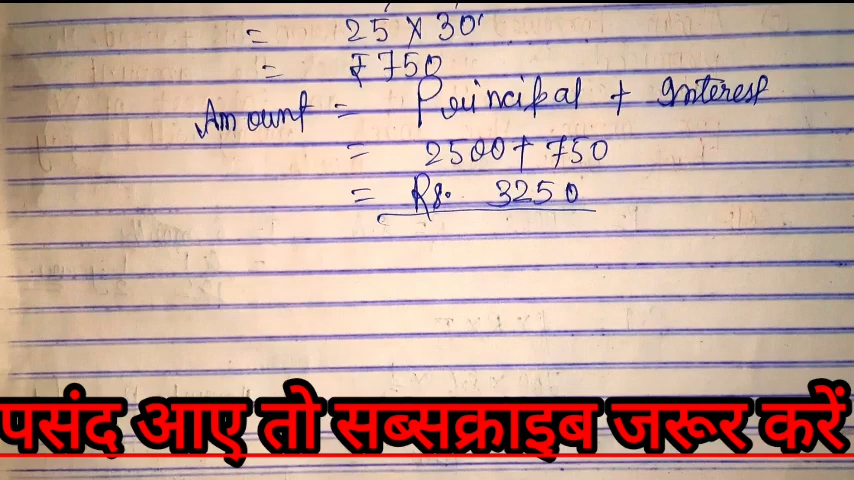 = 25 × 30
= ₹ 750
Amount = Principal + Interest
= 2500 + 750
= Rs. 3250
पसंद आए तो सब्सक्राइब जरूर करें